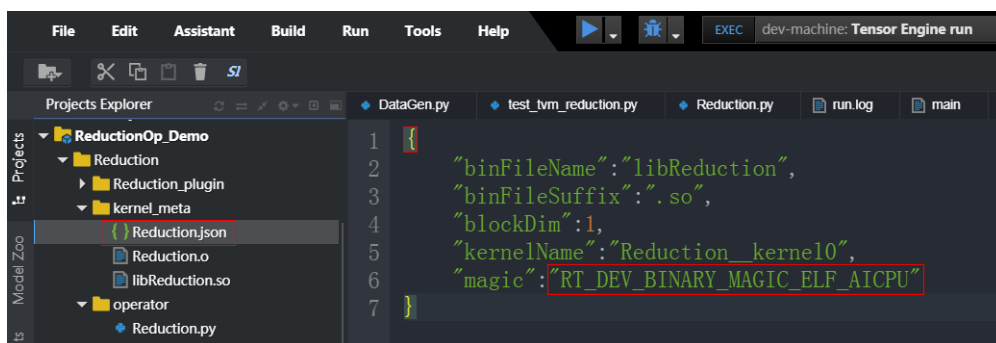 File Edit Assistant Build Run Tools Help EXEC dev-machine: Tensor Engine run
SI
Projects Explorer
DataGen.py test_tvm_reduction.py Reduction.py run.log main
Projects
Model Zoo
ReductionOp_Demo
Reduction
Reduction_plugin
kernel_meta
{ } Reduction.json
Reduction.o
libReduction.so
operator
Reduction.py
1 {
2 "binFileName":"libReduction",
3 "binFileSuffix":".so",
4 "blockDim":1,
5 "kernelName":"Reduction__kernel0",
6 "magic":"RT_DEV_BINARY_MAGIC_ELF_AICPU"
7 }